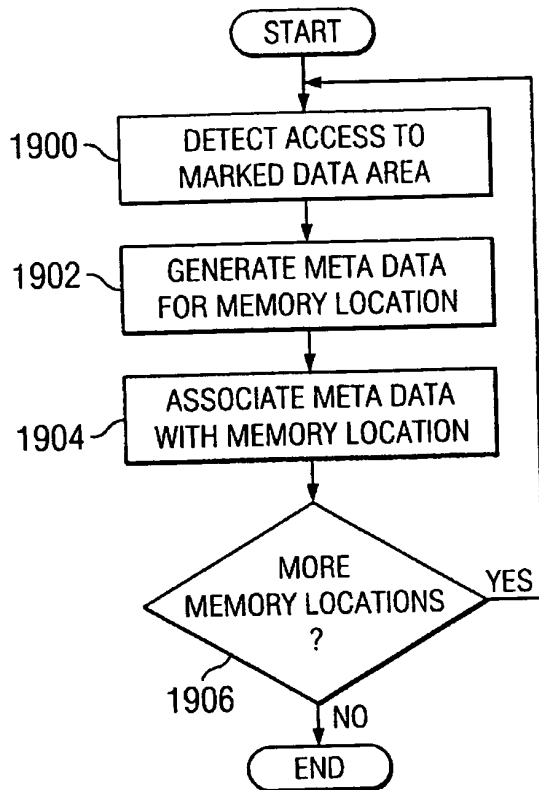 START
1900
DETECT ACCESS TO
MARKED DATA AREA
1902
GENERATE META DATA
FOR MEMORY LOCATION
1904
ASSOCIATE META DATA
WITH MEMORY LOCATION
MORE
MEMORY LOCATIONS
?
YES
1906
NO
END